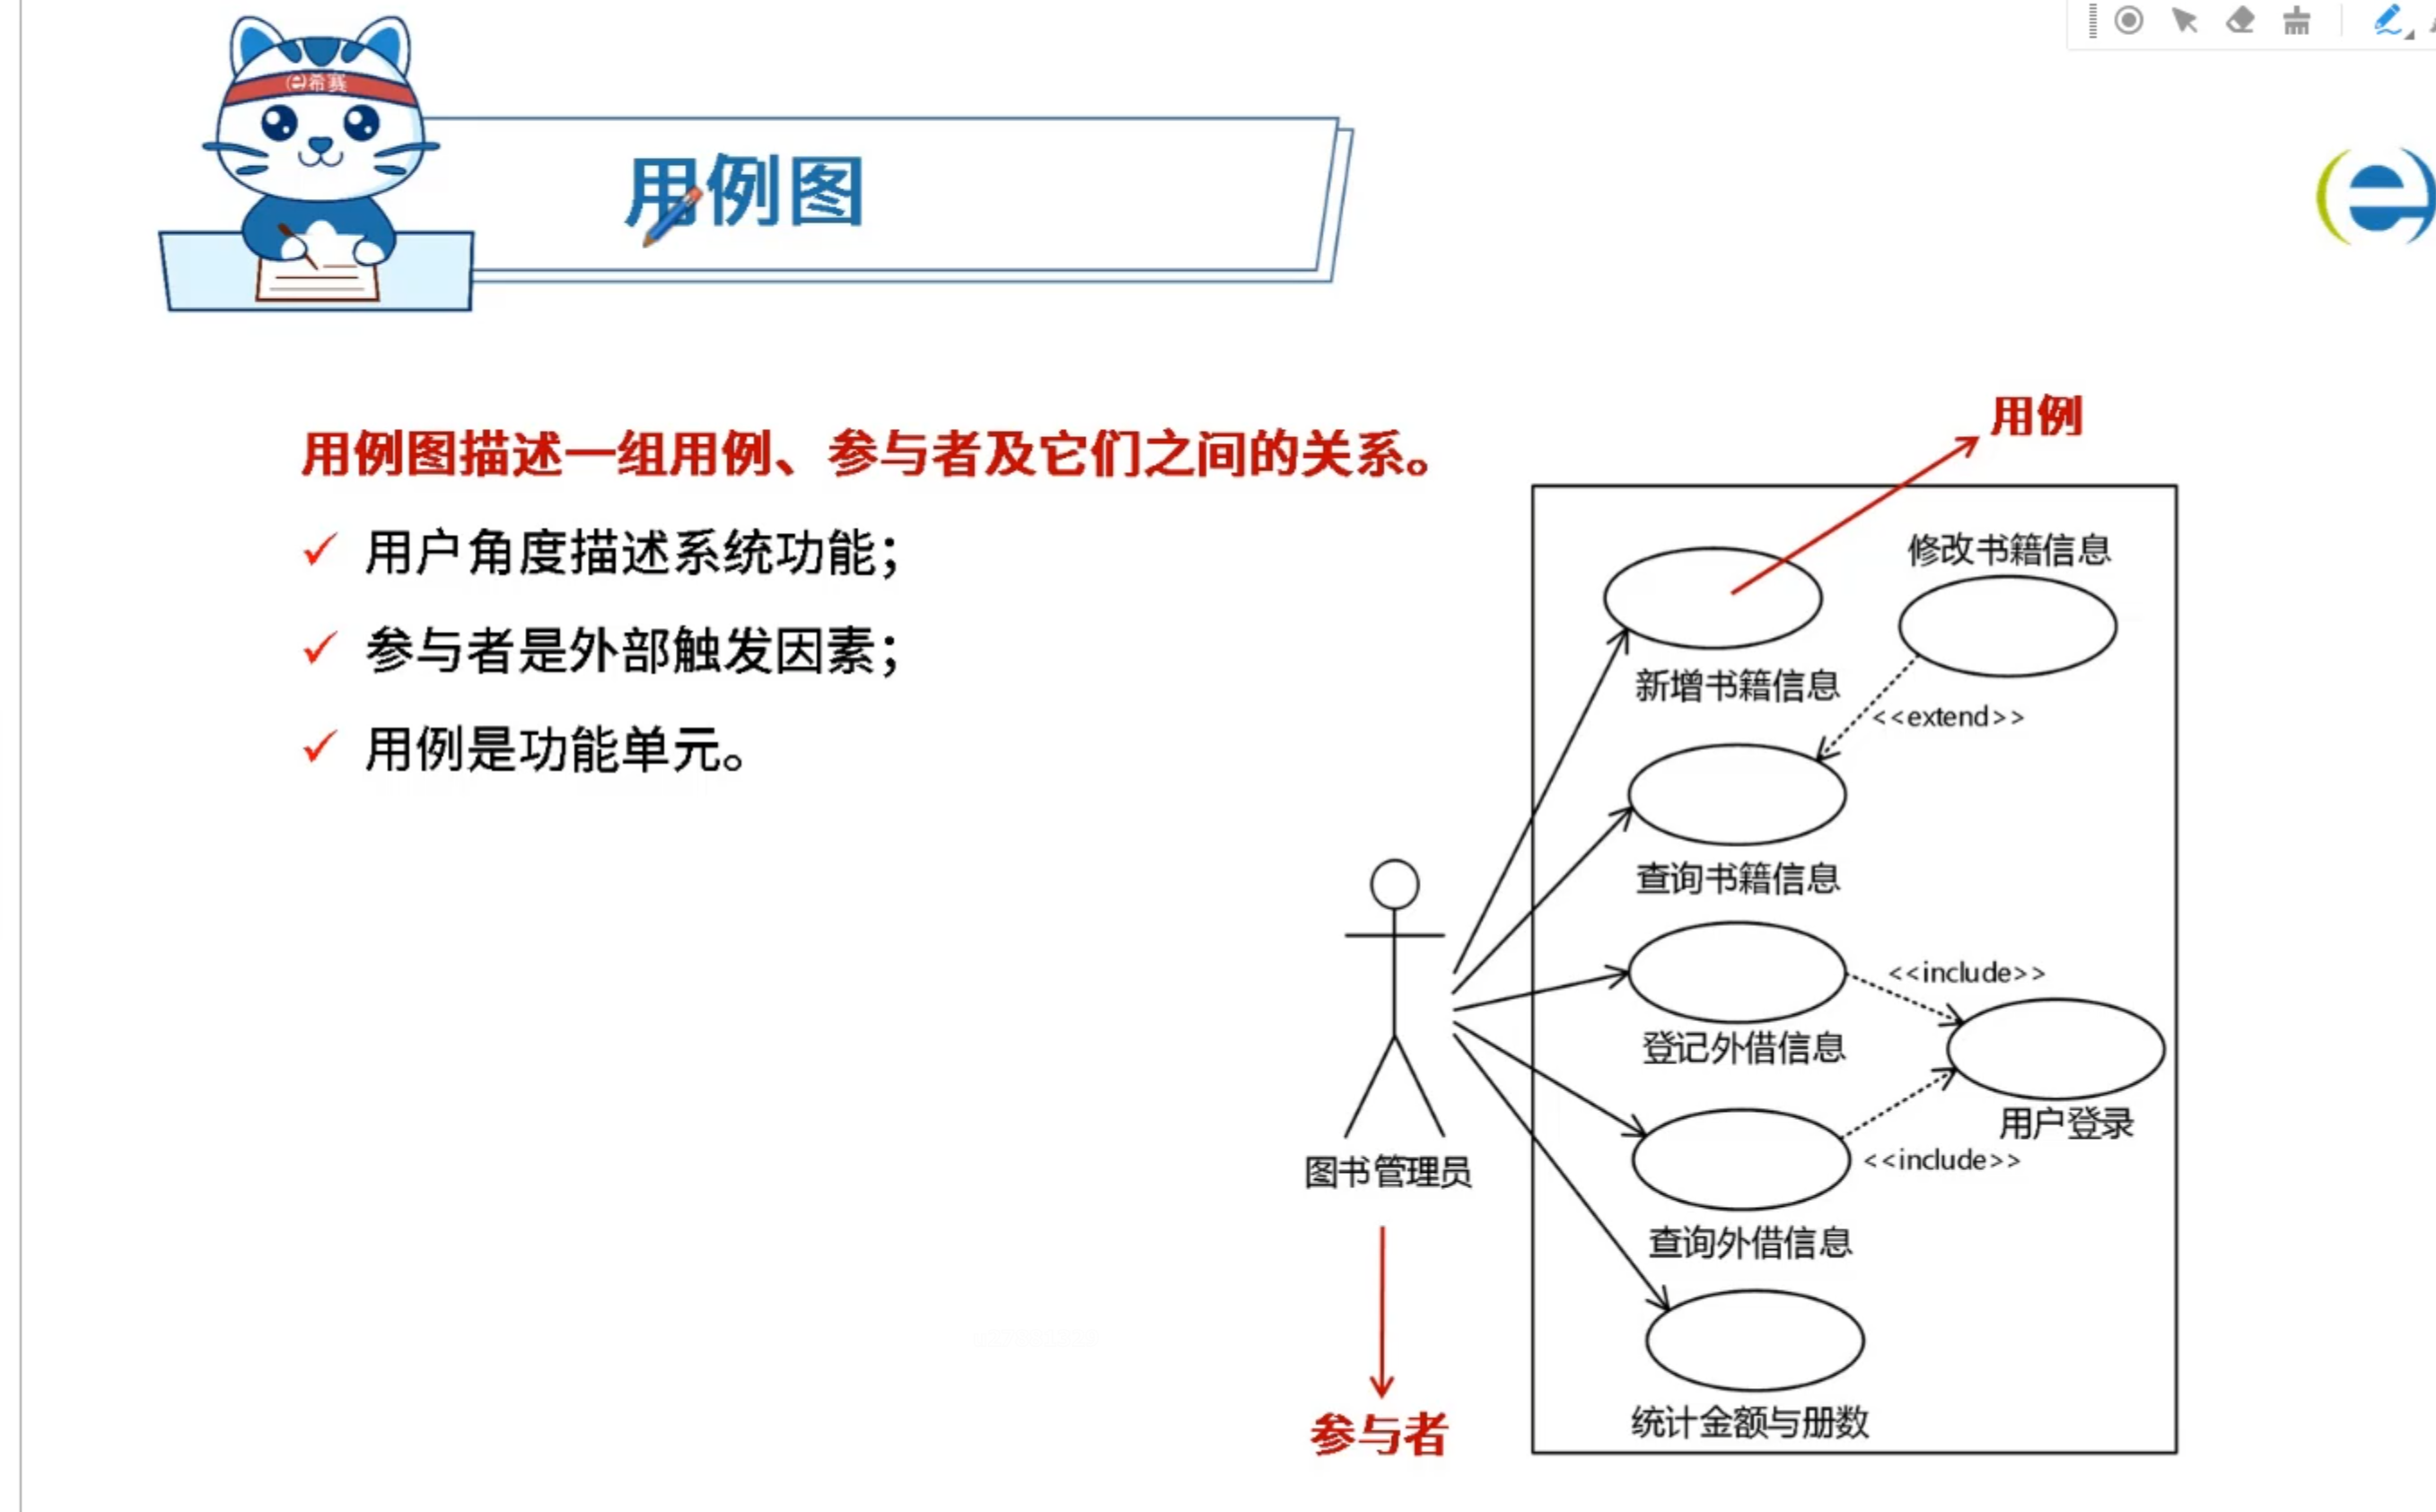 e希赛
用例图
e
用例图描述一组用例、参与者及它们之间的关系。
用户角度描述系统功能；
参与者是外部触发因素；
用例是功能单元。
用例
修改书籍信息
新增书籍信息
<<extend>>
查询书籍信息
<<include>>
登记外借信息
用户登录
<<include>>
图书管理员
查询外借信息
统计金额与册数
参与者